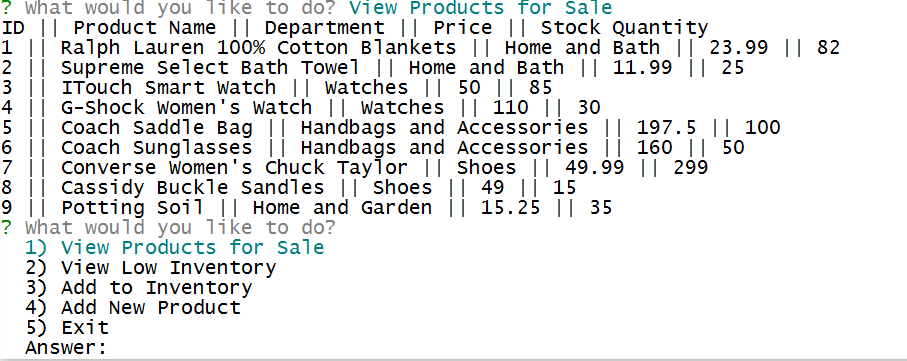 ? What would you like to do? View Products for Sale
ID || Product Name || Department || Price || Stock Quantity
1 || Ralph Lauren 100% Cotton Blankets || Home and Bath || 23.99 || 82
2 || Supreme Select Bath Towel || Home and Bath || 11.99 || 25
3 || ITouch Smart Watch || Watches || 50 || 85
4 || G-Shock Women's Watch || Watches || 110 || 30
5 || Coach Saddle Bag || Handbags and Accessories || 197.5 || 100
6 || Coach Sunglasses || Handbags and Accessories || 160 || 50
7 || Converse Women's Chuck Taylor || Shoes || 49.99 || 299
8 || Cassidy Buckle Sandles || Shoes || 49 || 15
9 || Potting Soil || Home and Garden || 15.25 || 35
? What would you like to do?
1) View Products for Sale
2) View Low Inventory
3) Add to Inventory
4) Add New Product
5) Exit
Answer: